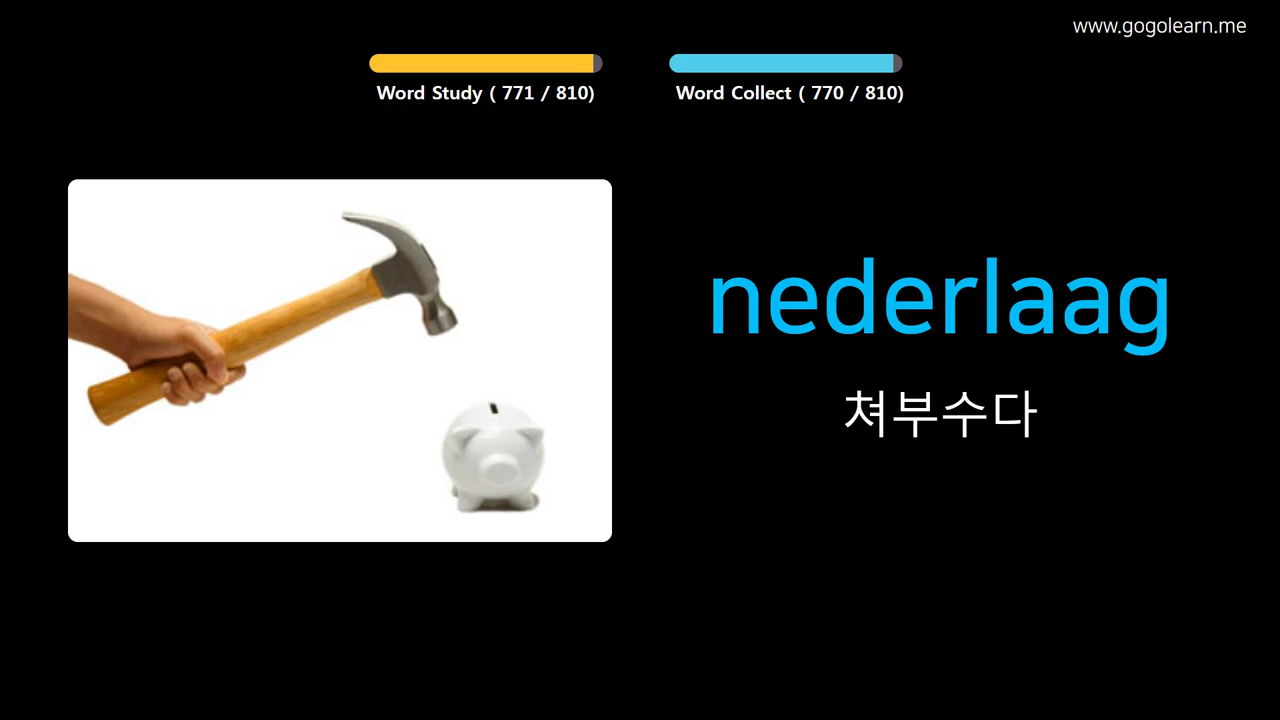 www.gogolearn.me
Word Study ( 771 / 810)
Word Collect ( 770 / 810)
nederlaag
쳐부수다